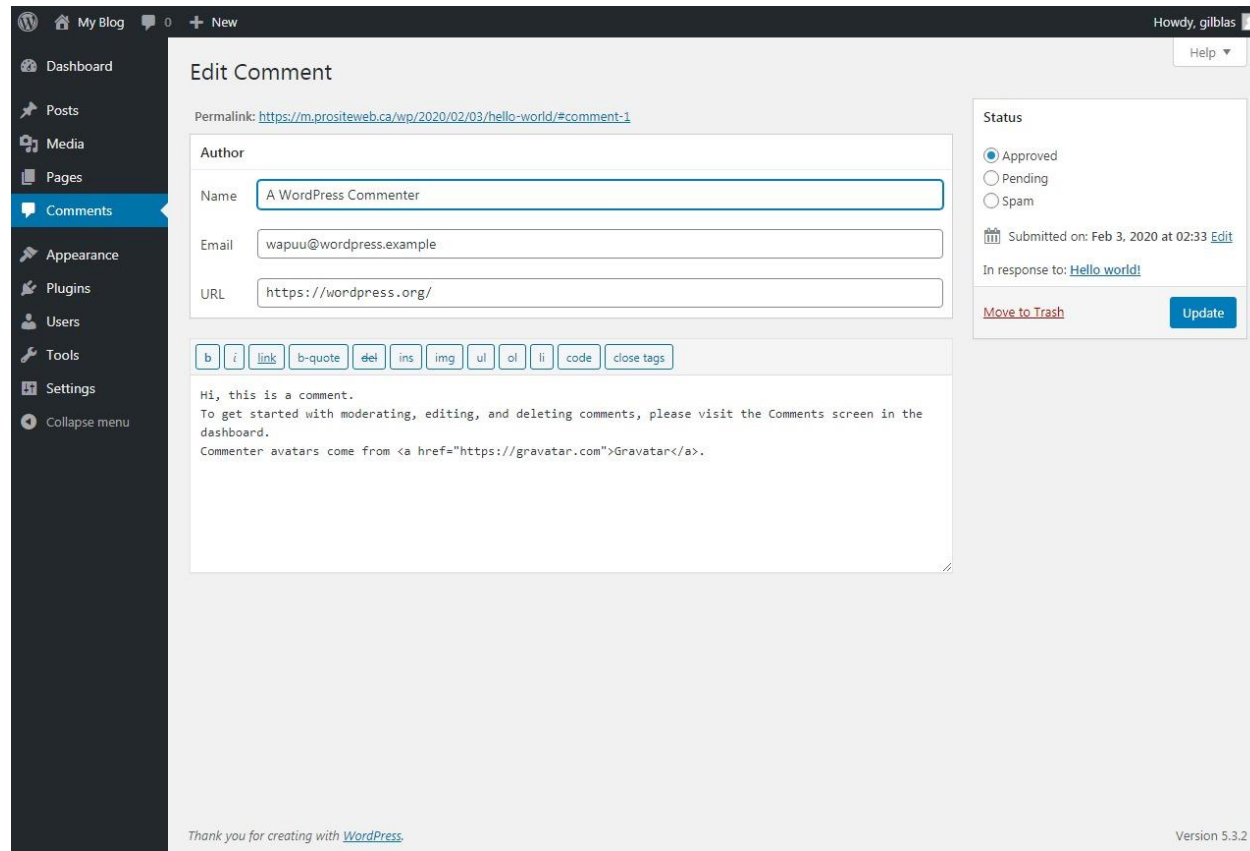 My Blog 0 New Howdy, gilblas
Help
Dashboard
Posts
Media
Pages
Comments
Appearance
Plugins
Users
Tools
Settings
Collapse menu
Edit Comment
Permalink: https://m.prositeweb.ca/wp/2020/02/03/hello-world/#comment-1
Author
Name A WordPress Commenter
Email wapuu@wordpress.example
URL https://wordpress.org/
b i link b-quote del ins img ul ol li code close tags
Hi, this is a comment.
To get started with moderating, editing, and deleting comments, please visit the Comments screen in the
dashboard.
Commenter avatars come from <a href="https://gravatar.com">Gravatar</a>.
Status
Approved
Pending
Spam
Submitted on: Feb 3, 2020 at 02:33 Edit
In response to: Hello world!
Move to Trash Update
Thank you for creating with WordPress. Version 5.3.2